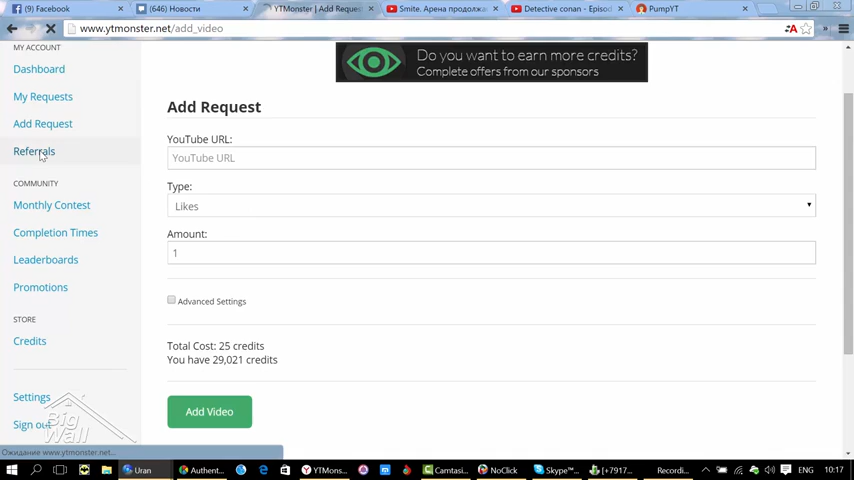 (9) Facebook
(646) Новости
YTMonster | Add Reques
Smite. Арена продолжа
Detective conan - Episod
PumpYT
www.ytmonster.net/add_video
MY ACCOUNT
Dashboard
My Requests
Add Request
Referrals
COMMUNITY
Monthly Contest
Completion Times
Leaderboards
Promotions
STORE
Credits
Settings
Sign out
Do you want to earn more credits?
Complete offers from our sponsors
Add Request
YouTube URL:
YouTube URL
Type:
Likes
Amount:
1
Advanced Settings
Total Cost: 25 credits
You have 29,021 credits
Add Video
Big
Wall
Ожидание www.ytmonster.net...
Uran
Authent...
YTMons...
Camtasi...
NoClick
Skype™...
[+7917...
Recordi...
ENG
10:17